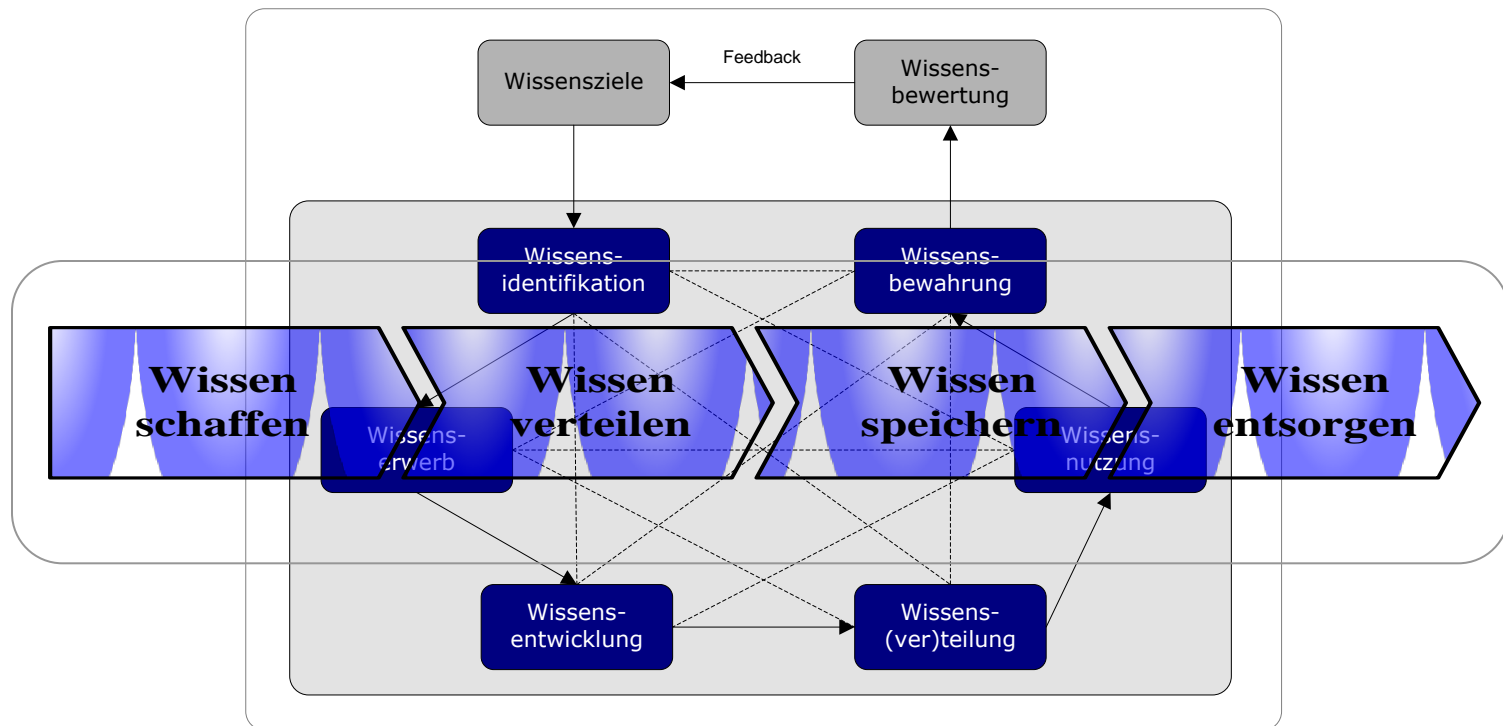 Feedback
Wissensziele
Wissens-
bewertung
Wissens-
identifikation
Wissens-
bewahrung
Wissen
schaffen
Wissen
verteilen
Wissen
speichern
Wissen
entsorgen
Wissens-
erwerb
Wissens-
nutzung
Wissens-
entwicklung
Wissens-
(ver)teilung